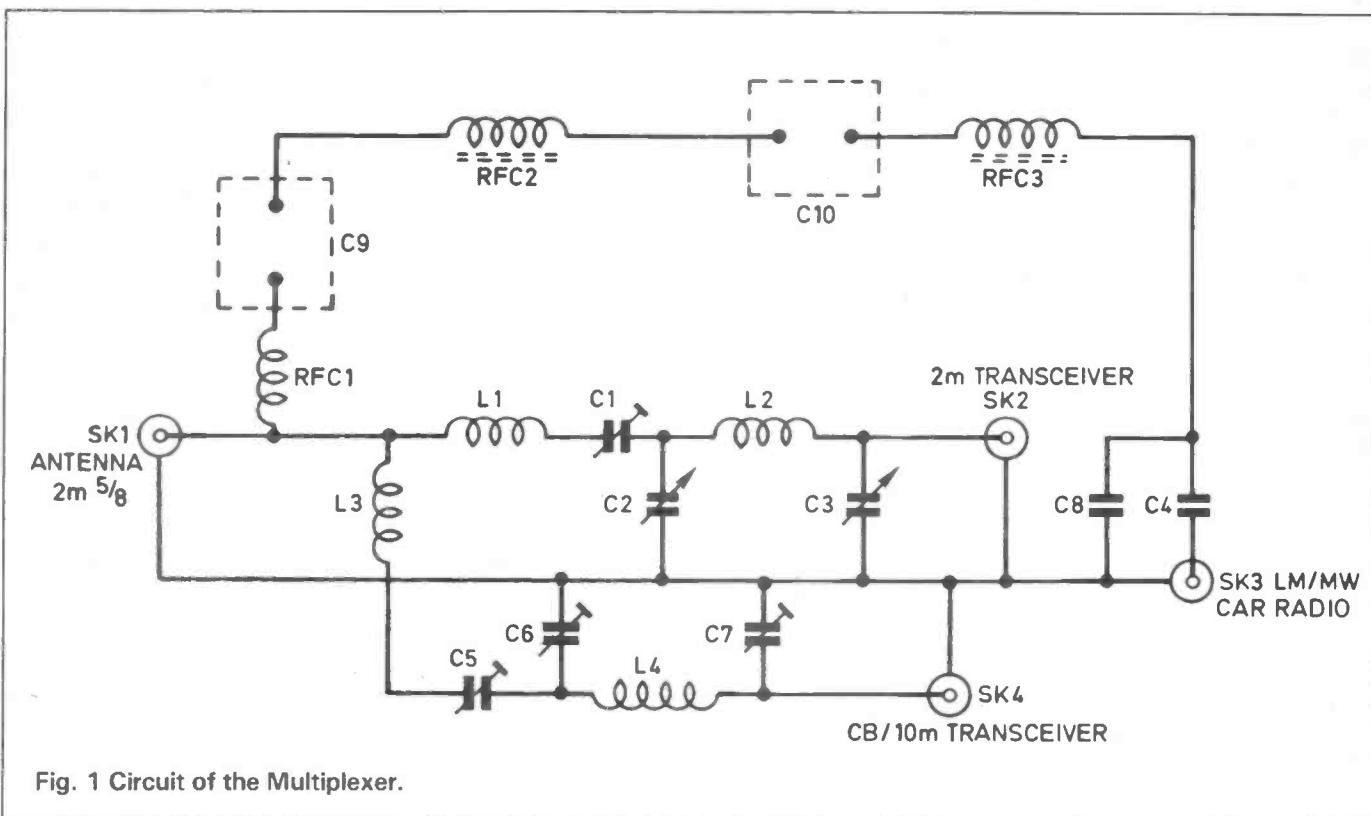 RFC2
C10
RFC3
C9
RFC1
SK1
ANTENNA
2m 5/8
L1
C1
L2
2m TRANSCEIVER
SK2
L3
C2
C3
C8
C4
SK3 LM/MW
CAR RADIO
C5
C6
L4
C7
SK4
CB/10m TRANSCEIVER
Fig. 1 Circuit of the Multiplexer.